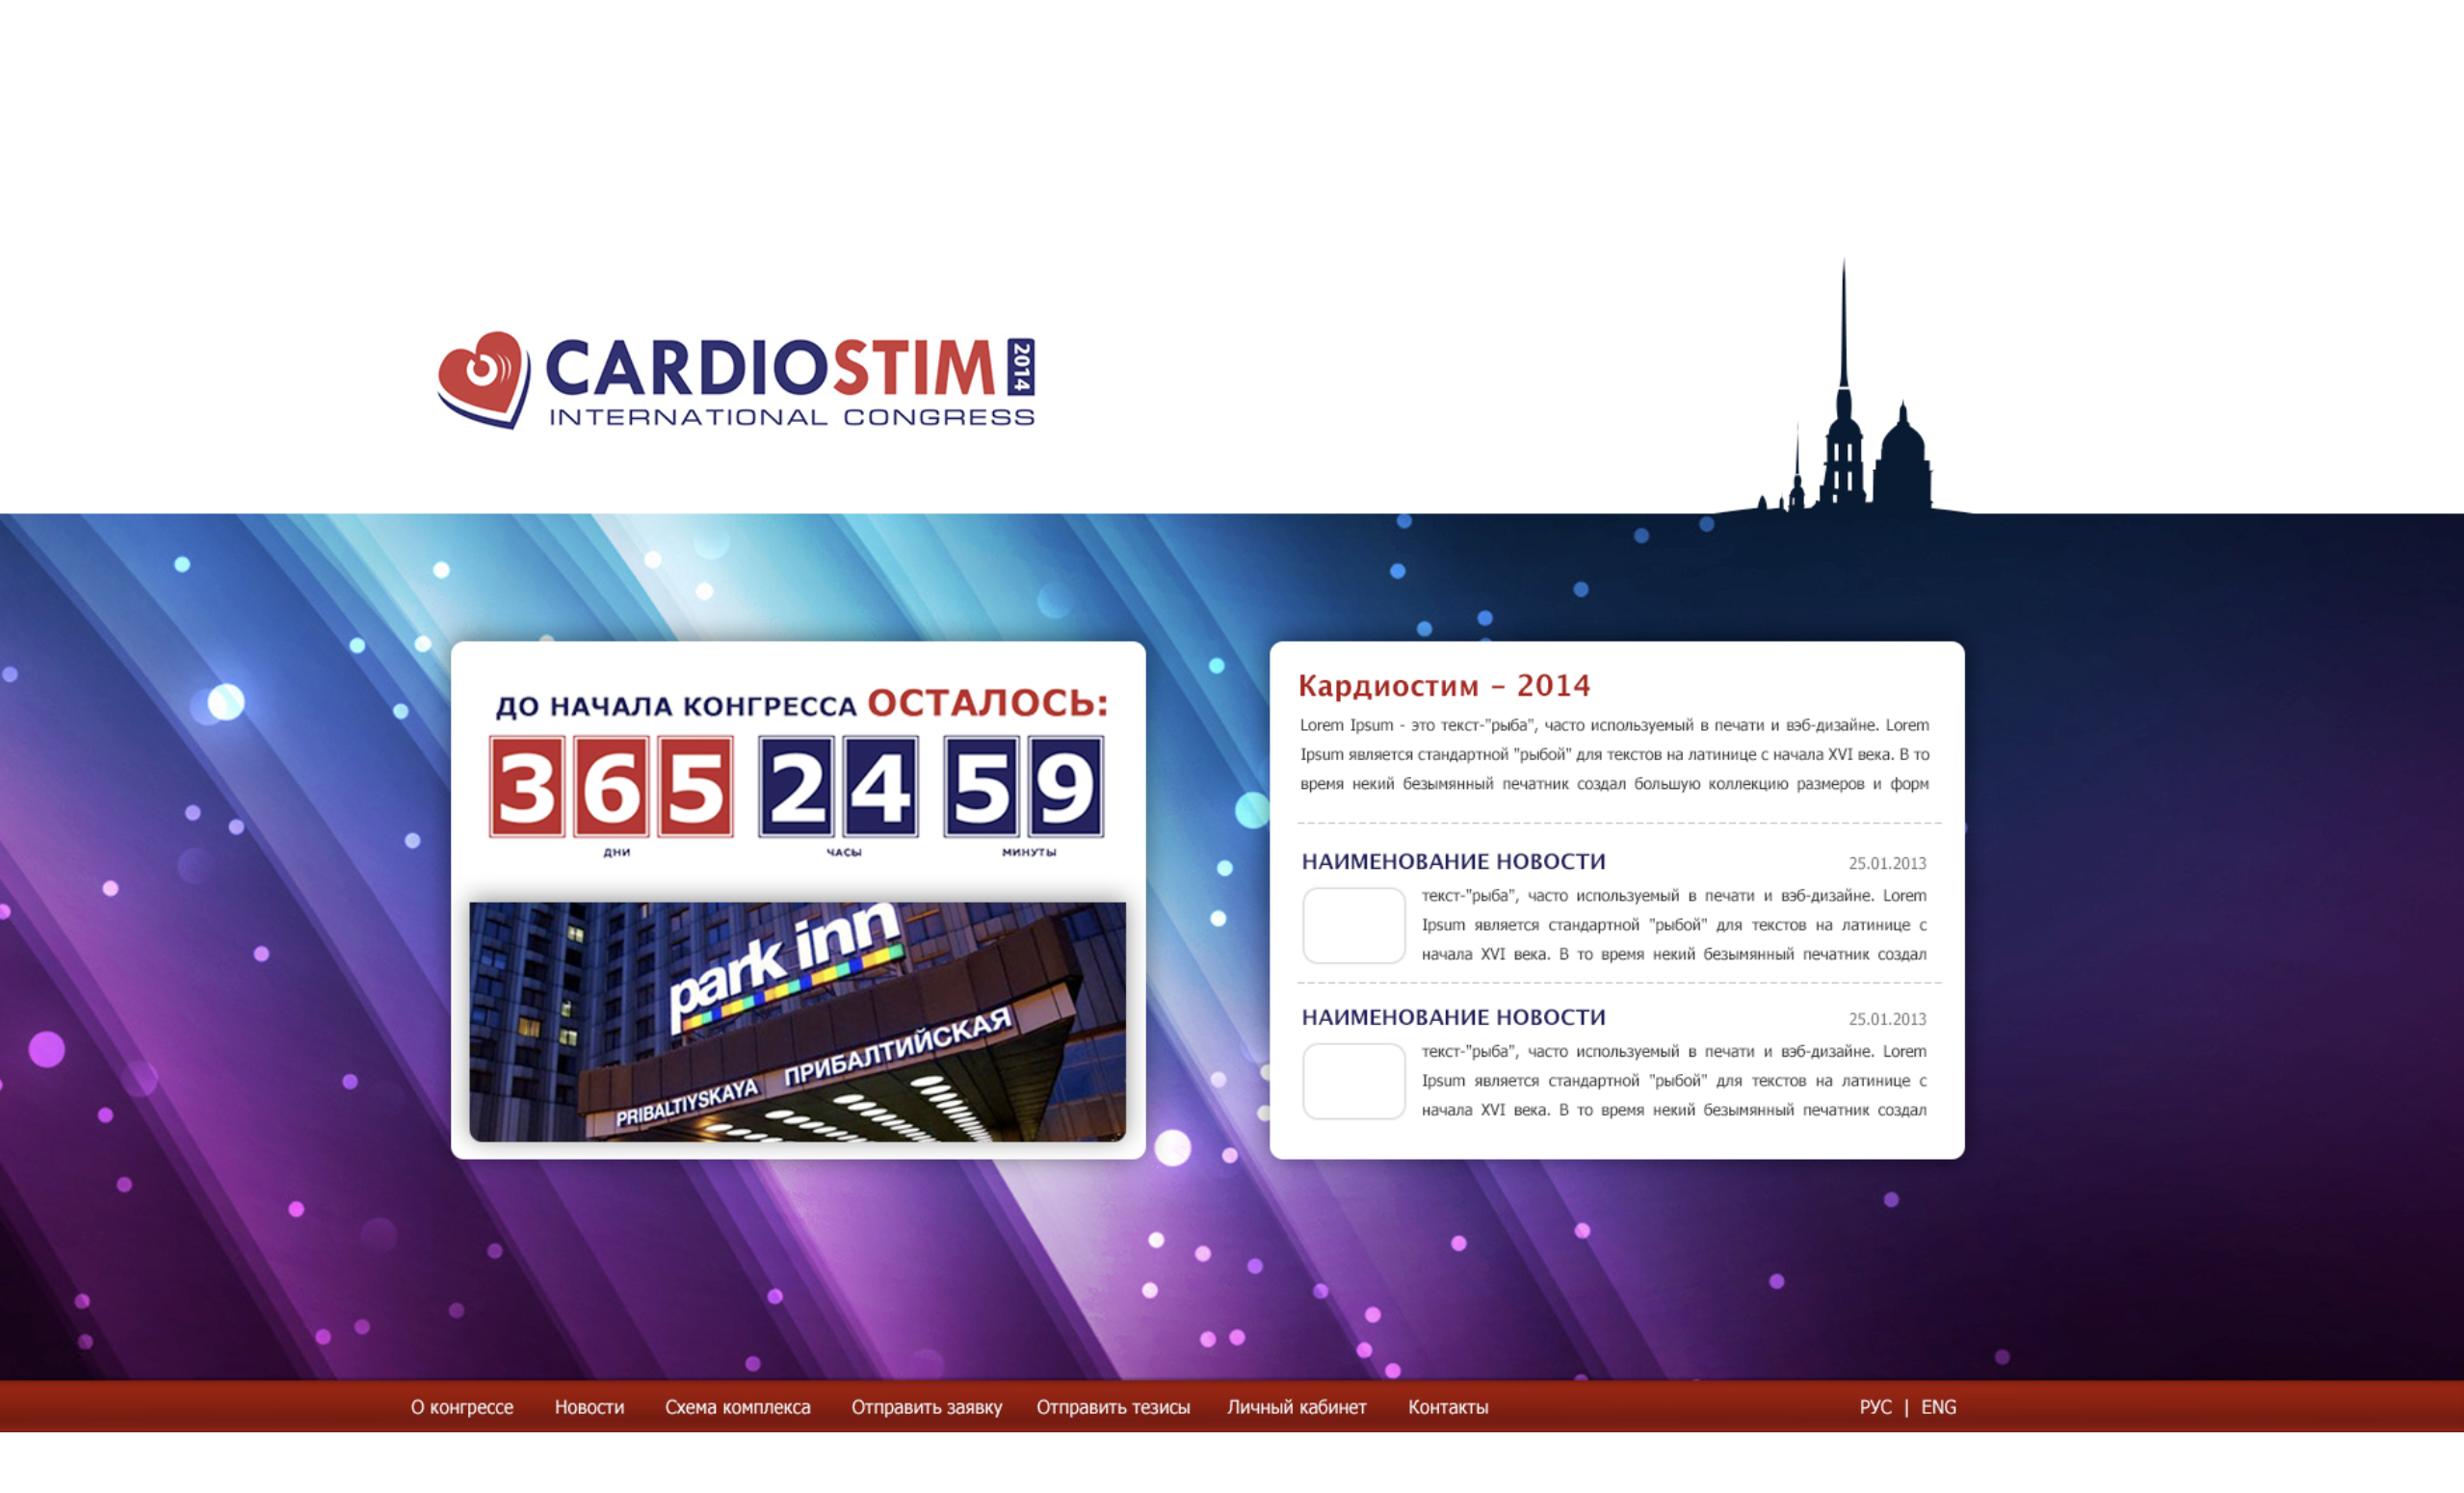 CARDIOSTIM 2014
INTERNATIONAL CONGRESS
ДО НАЧАЛА КОНГРЕССА ОСТАЛОСЬ:
365 24 59
ДНИ ЧАСЫ МИНУТЫ
park inn
PRIBALTIYSKAYA ПРИБАЛТИЙСКАЯ
Кардиостим – 2014
Lorem Ipsum - это текст-"рыба", часто используемый в печати и вэб-дизайне. Lorem
Ipsum является стандартной "рыбой" для текстов на латинице с начала XVI века. В то
время некий безымянный печатник создал большую коллекцию размеров и форм
НАИМЕНОВАНИЕ НОВОСТИ 25.01.2013
текст-"рыба", часто используемый в печати и вэб-дизайне. Lorem
Ipsum является стандартной "рыбой" для текстов на латинице с
начала XVI века. В то время некий безымянный печатник создал
НАИМЕНОВАНИЕ НОВОСТИ 25.01.2013
текст-"рыба", часто используемый в печати и вэб-дизайне. Lorem
Ipsum является стандартной "рыбой" для текстов на латинице с
начала XVI века. В то время некий безымянный печатник создал
О конгрессе Новости Схема комплекса Отправить заявку Отправить тезисы Личный кабинет Контакты РУС | ENG